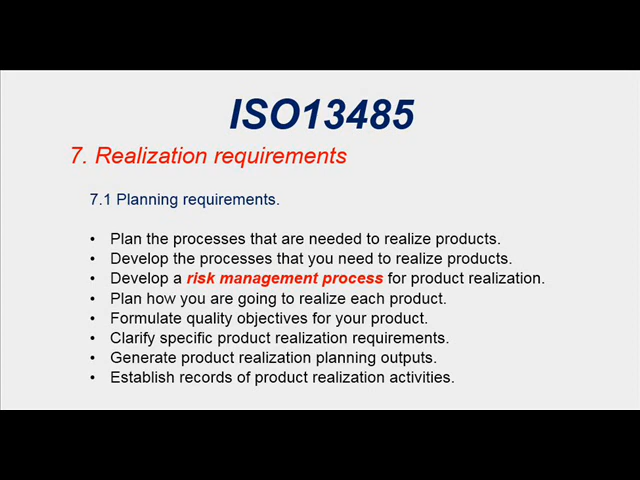 ISO13485
7. Realization requirements
7.1 Planning requirements.
• Plan the processes that are needed to realize products.
• Develop the processes that you need to realize products.
• Develop a risk management process for product realization.
• Plan how you are going to realize each product.
• Formulate quality objectives for your product.
• Clarify specific product realization requirements.
• Generate product realization planning outputs.
• Establish records of product realization activities.